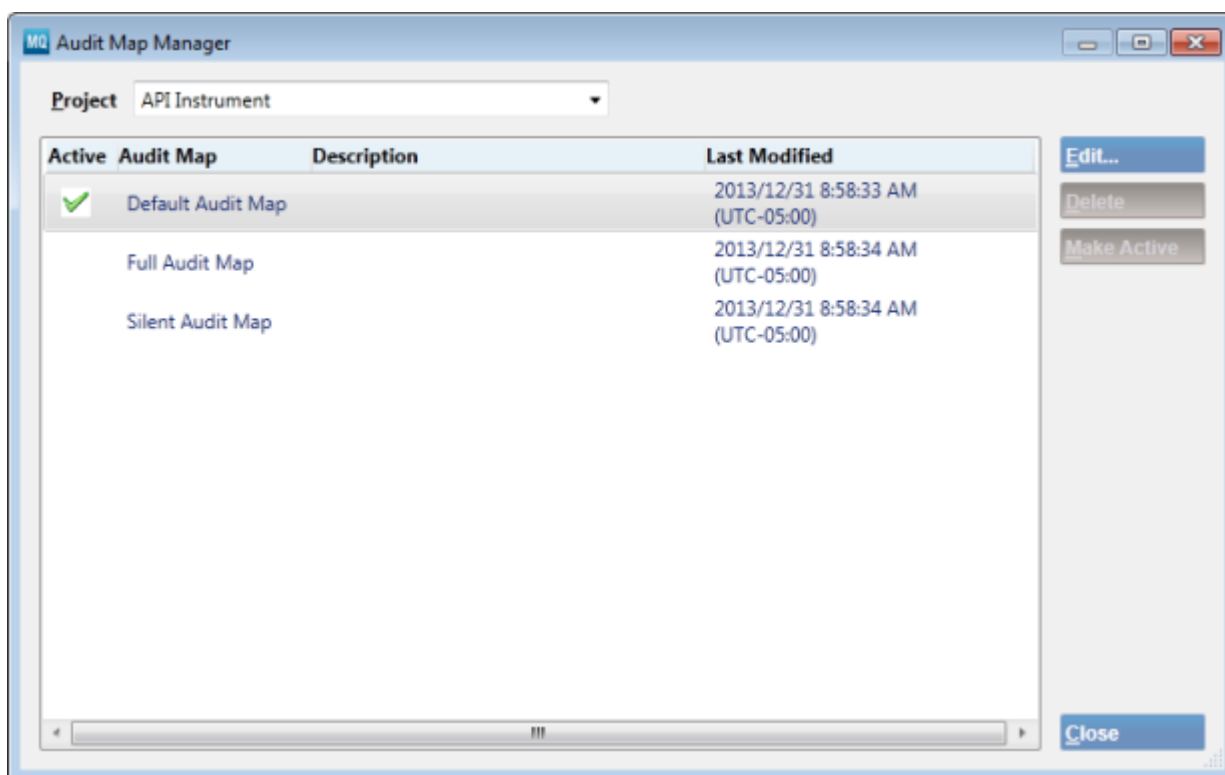 MQ Audit Map Manager
Project API Instrument
Active Audit Map Description Last Modified
Edit...
Default Audit Map 2013/12/31 8:58:33 AM
(UTC-05:00)
Delete
Full Audit Map 2013/12/31 8:58:34 AM
(UTC-05:00)
Make Active
Silent Audit Map 2013/12/31 8:58:34 AM
(UTC-05:00)
Close